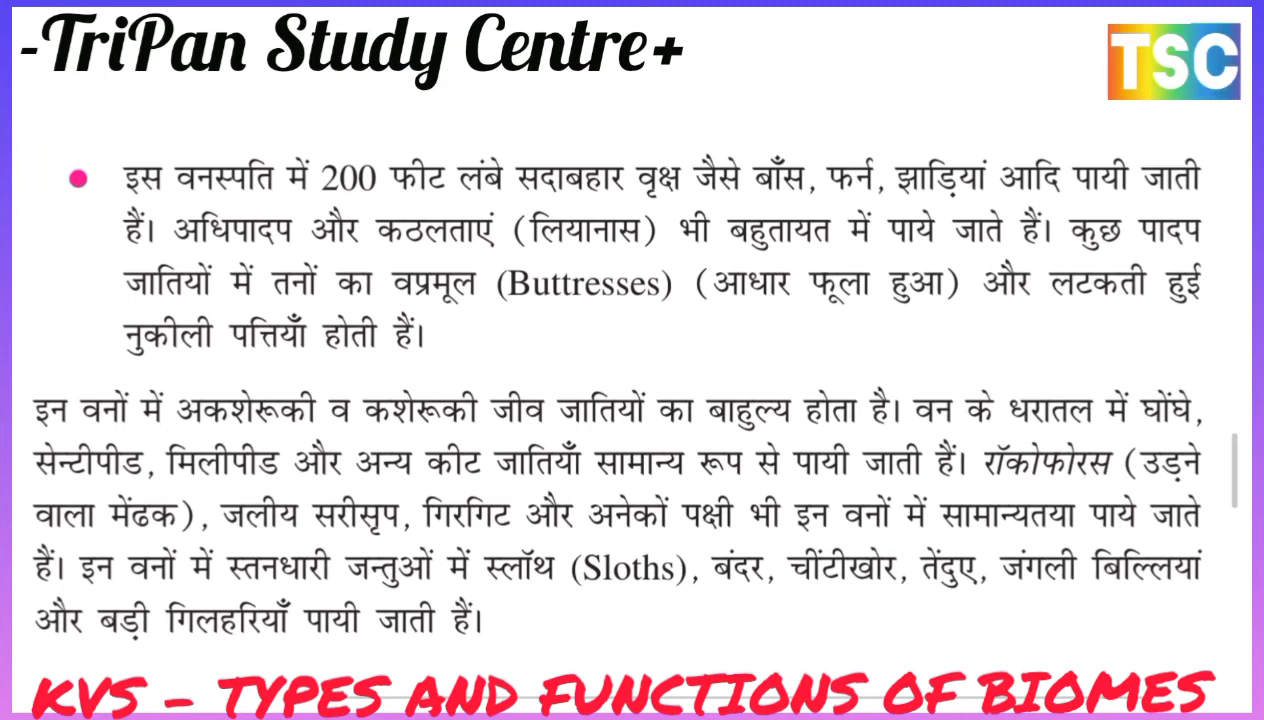 -TriPan Study Centre+
TSC
इस वनस्पति में 200 फीट लंबे सदाबहार वृक्ष जैसे बाँस, फर्न, झाड़ियां आदि पायी जाती
हैं। अधिपादप और कठलताएं (लियानास) भी बहुतायत में पाये जाते हैं। कुछ पादप
जातियों में तनों का वप्रमूल (Buttresses) (आधार फूला हुआ) और लटकती हुई
नुकीली पत्तियाँ होती हैं।
इन वनों में अकशेरूकी व कशेरूकी जीव जातियों का बाहुल्य होता है। वन के धरातल में घोंघे,
सेन्टीपीड, मिलीपीड और अन्य कीट जातियाँ सामान्य रूप से पायी जाती हैं। रॉकोफोरस (उड़ने
वाला मेंढक), जलीय सरीसृप, गिरगिट और अनेकों पक्षी भी इन वनों में सामान्यतया पाये जाते
हैं। इन वनों में स्तनधारी जन्तुओं में स्लॉथ (Sloths), बंदर, चींटीखोर, तेंदुए, जंगली बिल्लियां
और बड़ी गिलहरियाँ पायी जाती हैं।
KVS - TYPES AND FUNCTIONS OF BIOMES